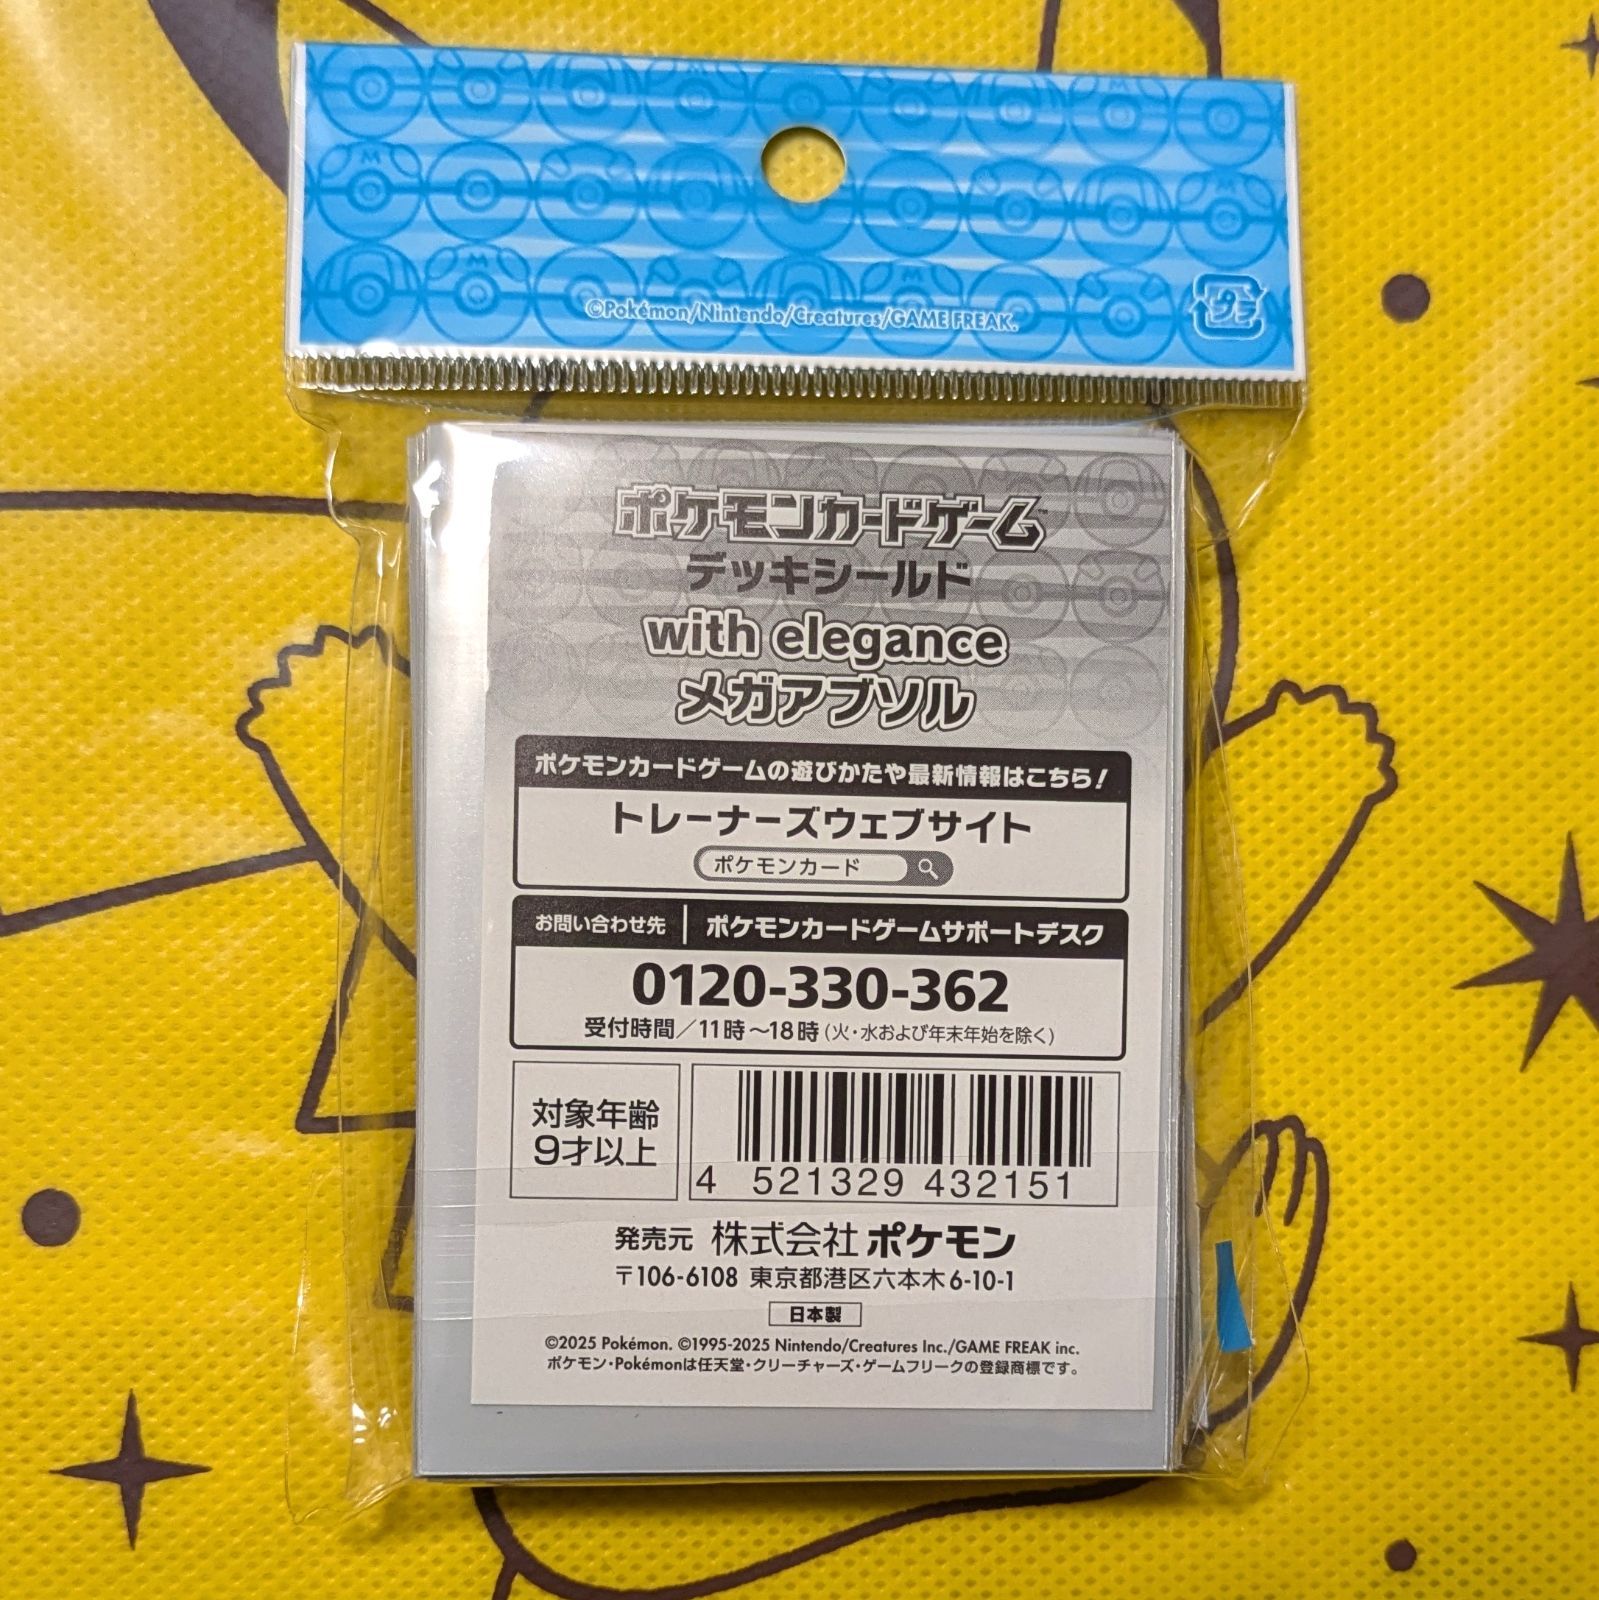 ©Pokémon/Nintendo/Creatures/GAME FREAK.
プラ
ポケモンカードゲーム™
デッキシールド
with elegance
メガアブソル
ポケモンカードゲームの遊びかたや最新情報はこちら！
トレーナーズウェブサイト
ポケモンカード
お問い合わせ先 ポケモンカードゲームサポートデスク
0120-330-362
受付時間／11時～18時（火・水および年末年始を除く）
対象年齢
9才以上
4 521329 432151
発売元 株式会社ポケモン
〒106-6108 東京都港区六本木6-10-1
日本製
©2025 Pokémon. ©1995-2025 Nintendo/Creatures Inc./GAME FREAK inc.
ポケモン・Pokémonは任天堂・クリーチャーズ・ゲームフリークの登録商標です。